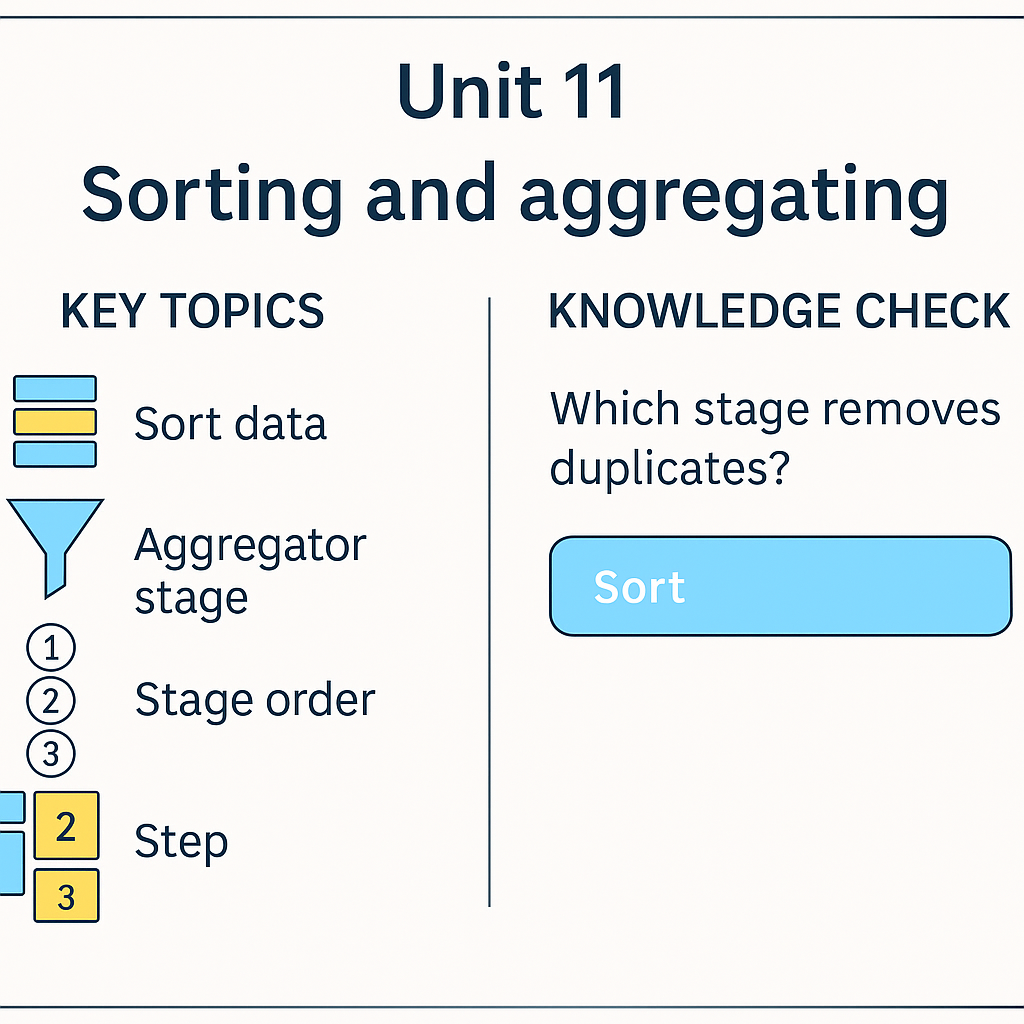 Unit 11
Sorting and aggregating
KEY TOPICS
Sort data
Aggregator
stage
1
2
3
Stage order
2
3
Step
KNOWLEDGE CHECK
Which stage removes
duplicates?
Sort